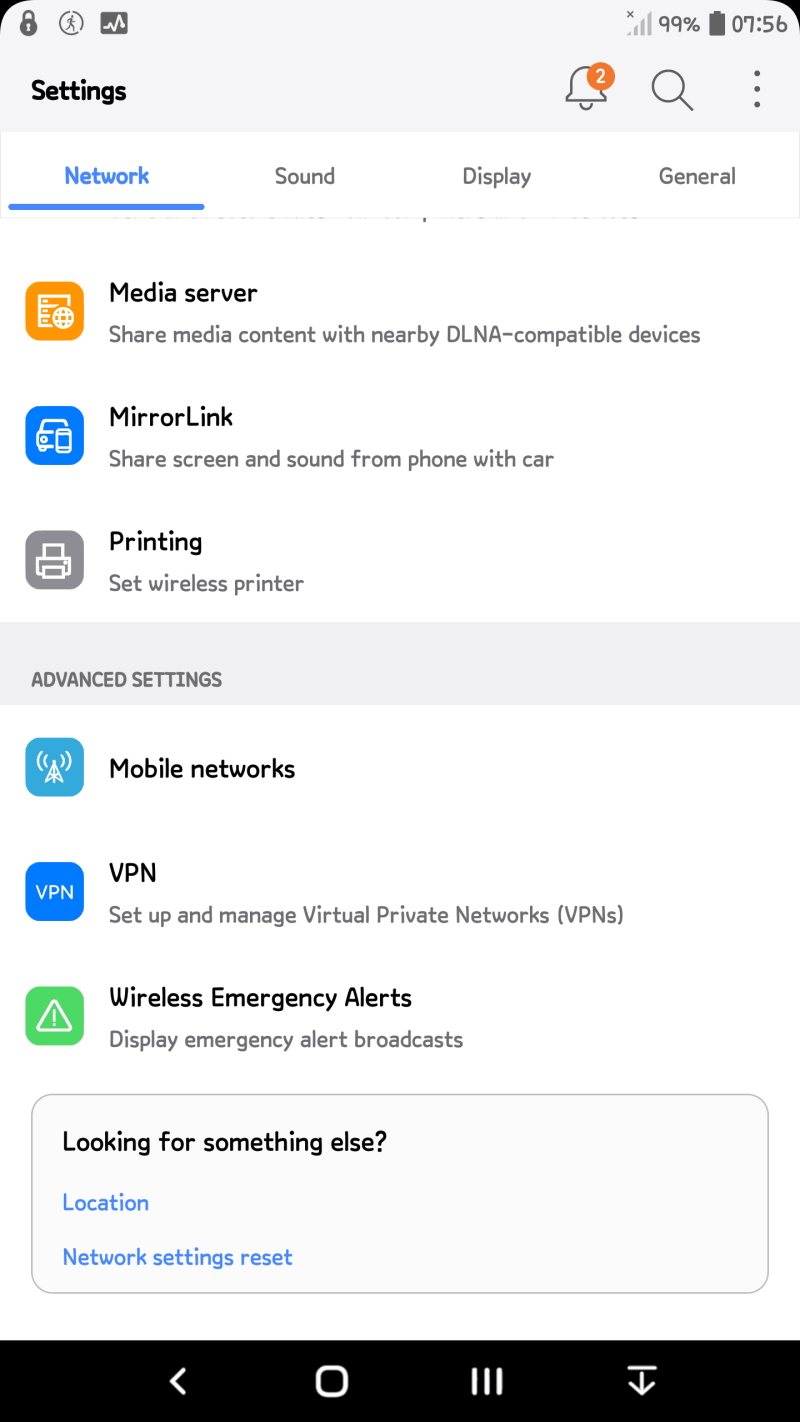 99% 07:56
Settings
2
Network Sound Display General
Media server
Share media content with nearby DLNA-compatible devices
MirrorLink
Share screen and sound from phone with car
Printing
Set wireless printer
ADVANCED SETTINGS
Mobile networks
VPN
VPN
Set up and manage Virtual Private Networks (VPNs)
Wireless Emergency Alerts
Display emergency alert broadcasts
Looking for something else?
Location
Network settings reset